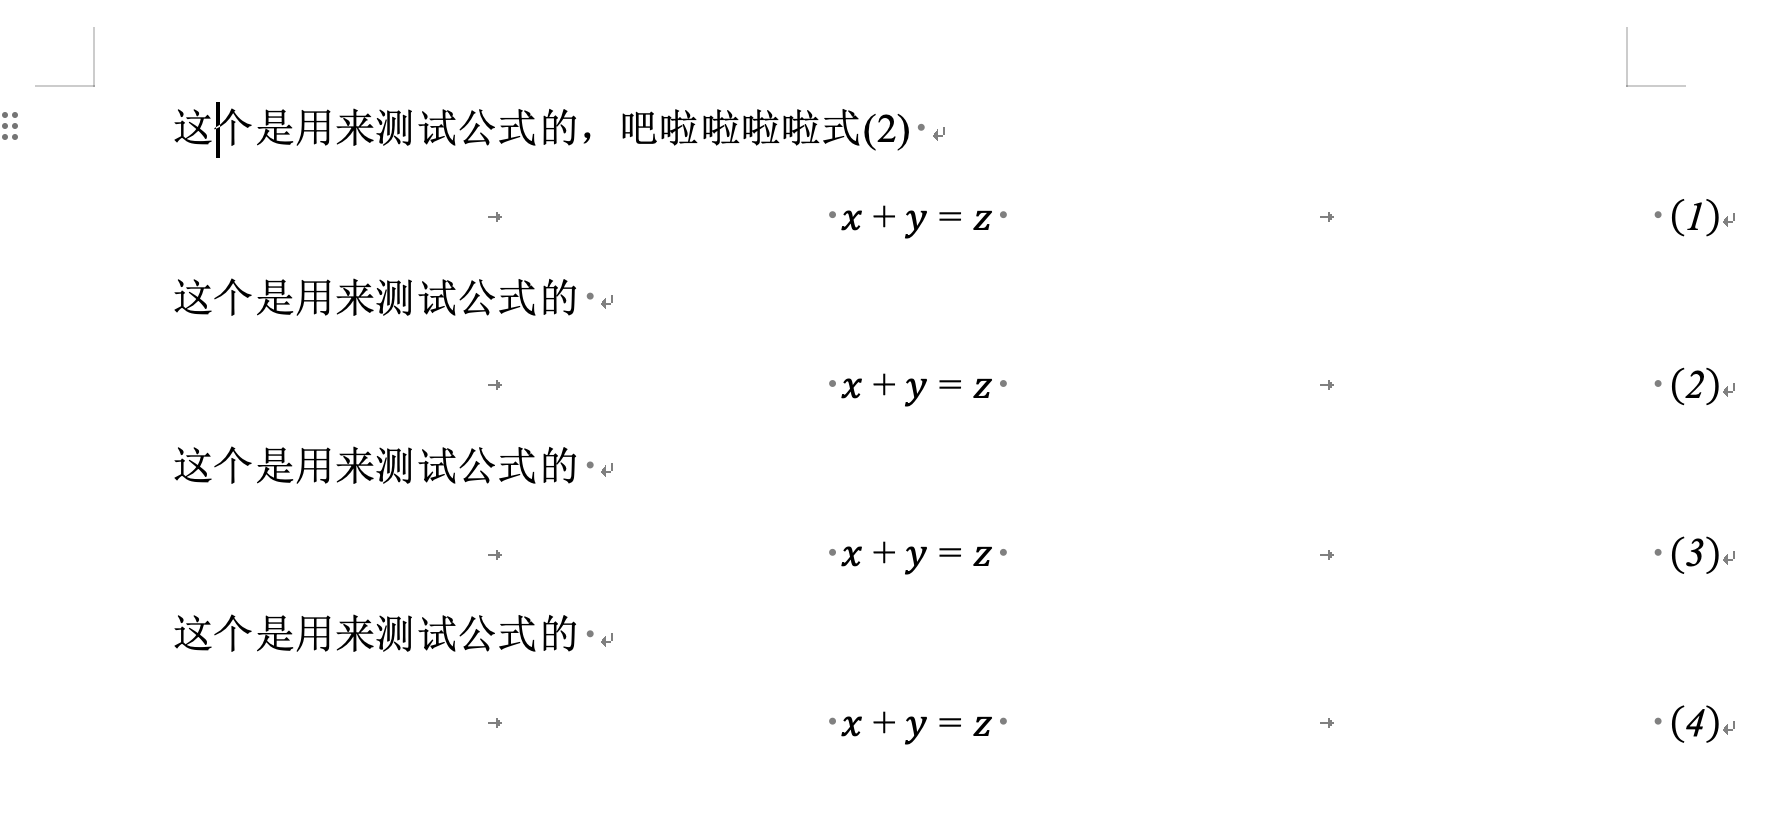 这个是用来测试公式的，吧啦啦啦啦式(2)
x + y = z (1)
这个是用来测试公式的
x + y = z (2)
这个是用来测试公式的
x + y = z (3)
这个是用来测试公式的
x + y = z (4)